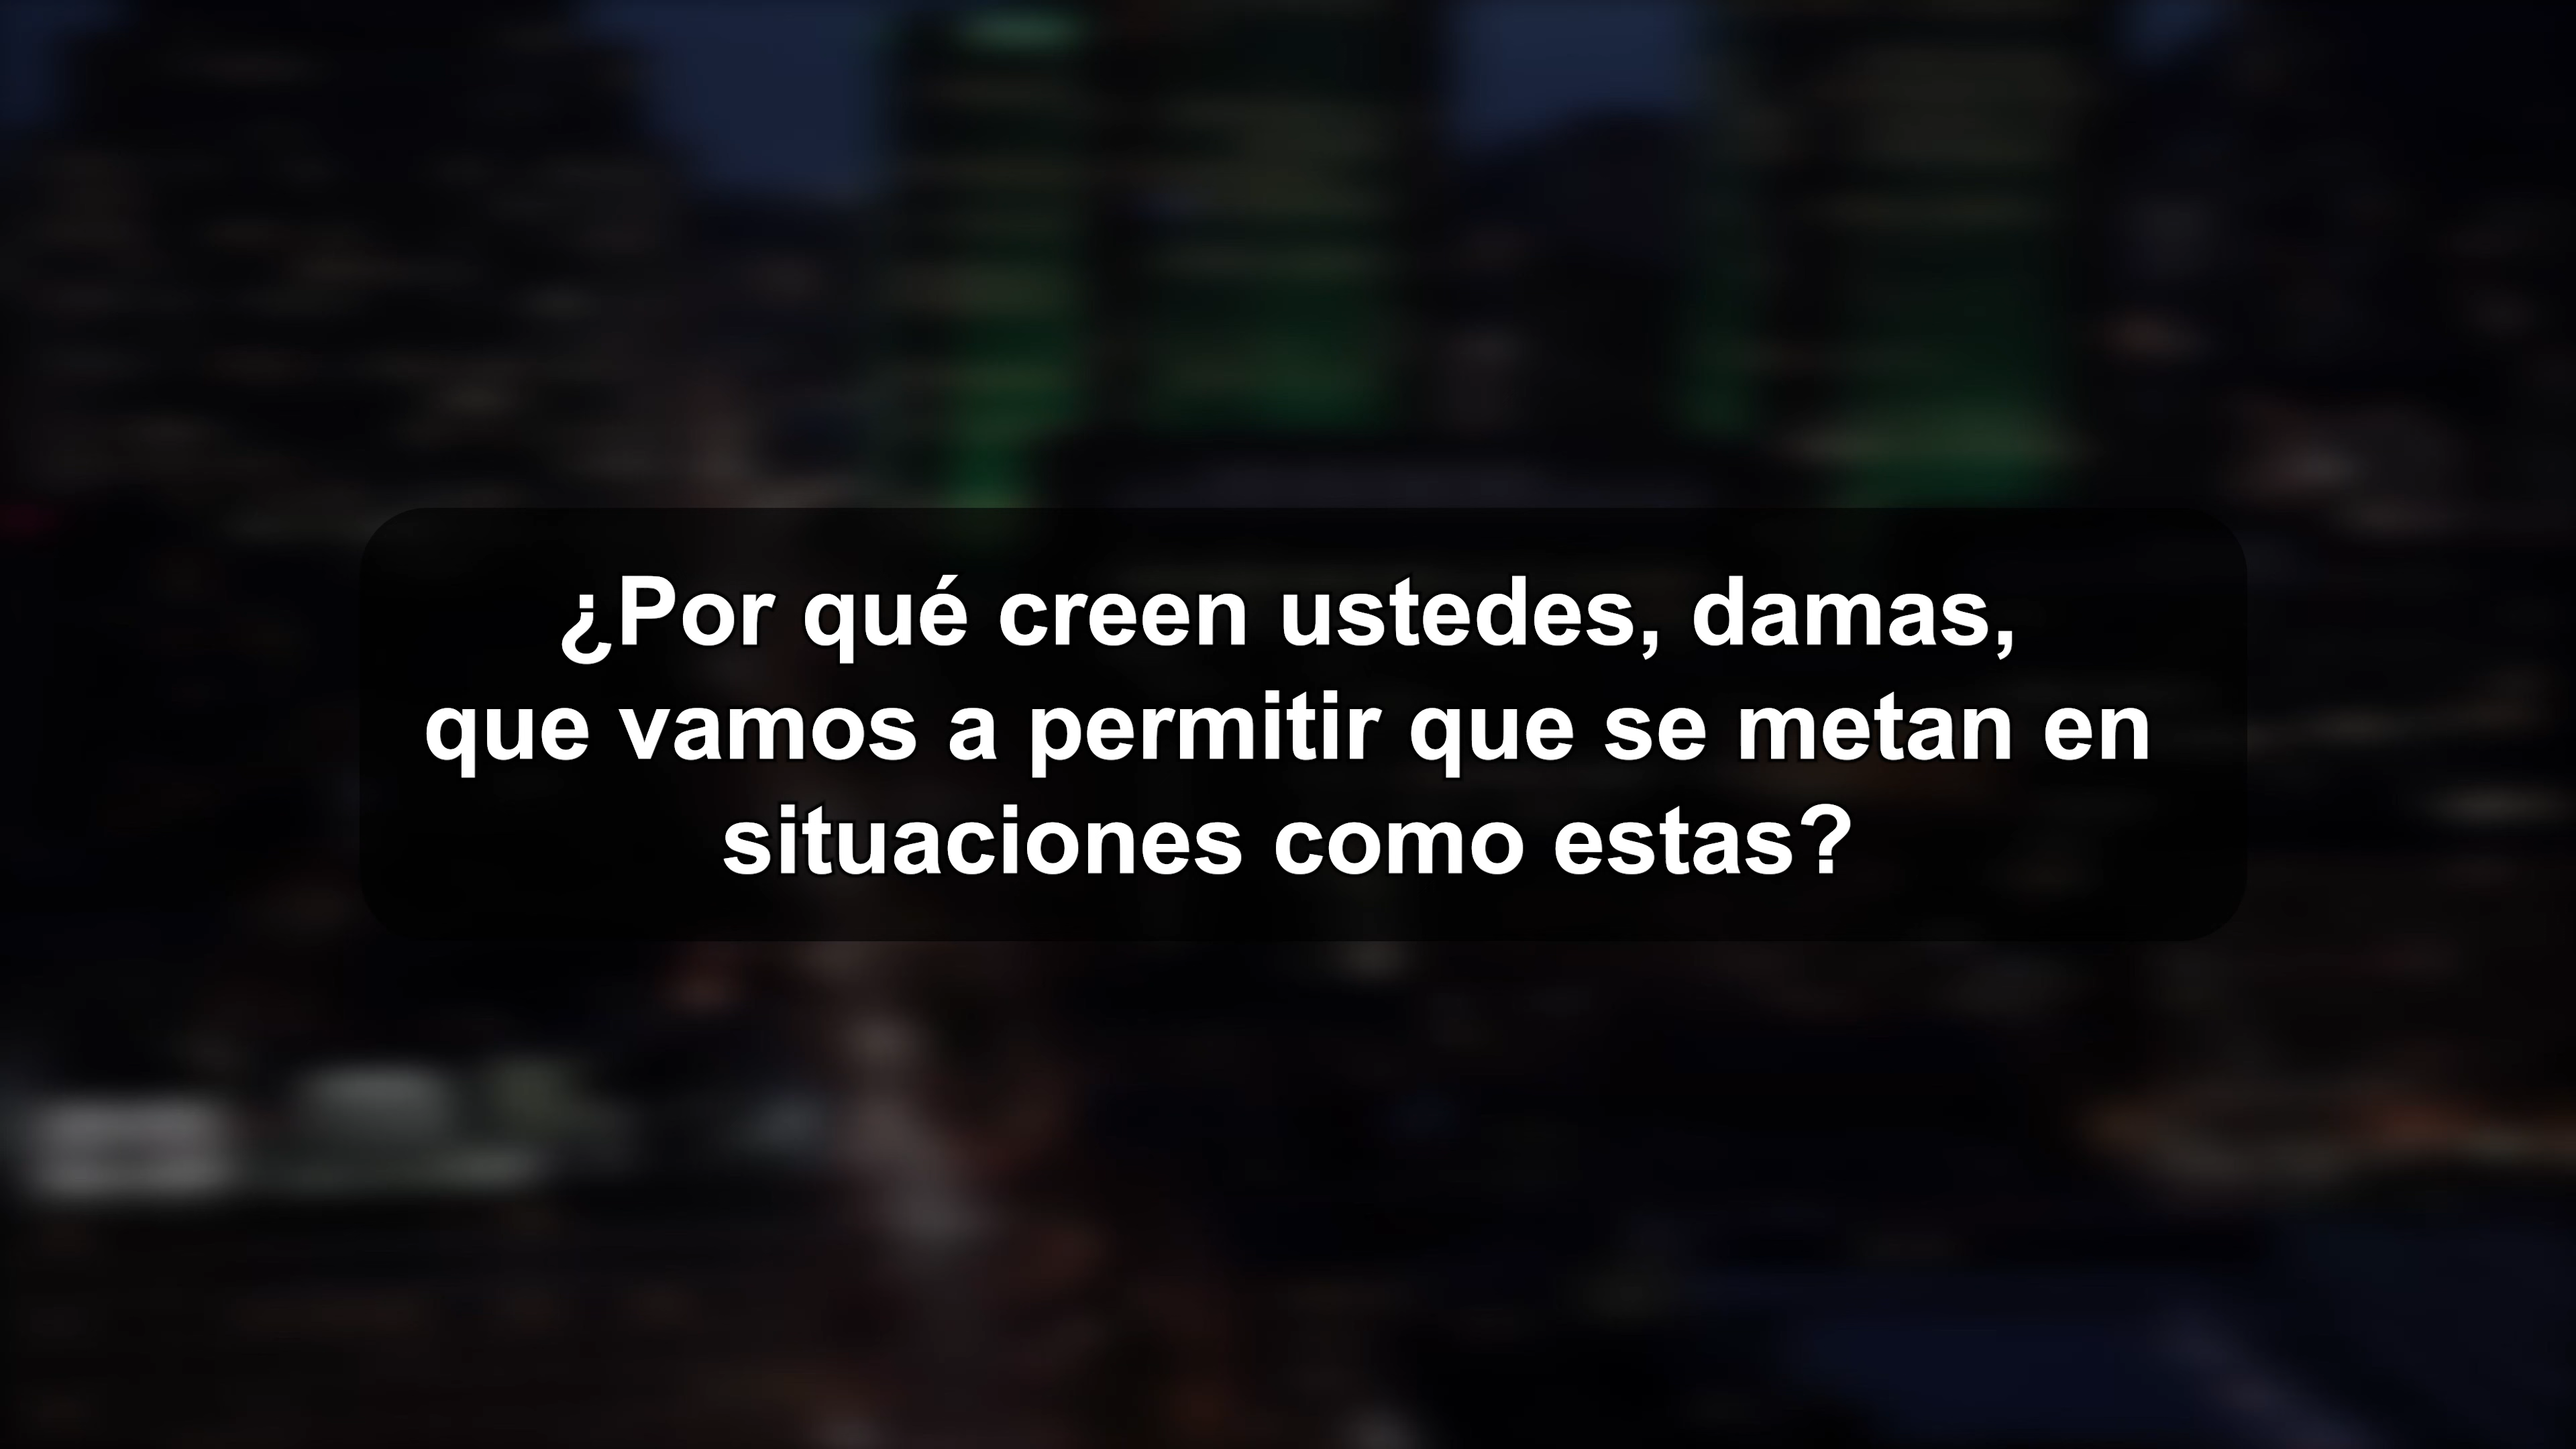 ¿Por qué creen ustedes, damas,
que vamos a permitir que se metan en
situaciones como estas?